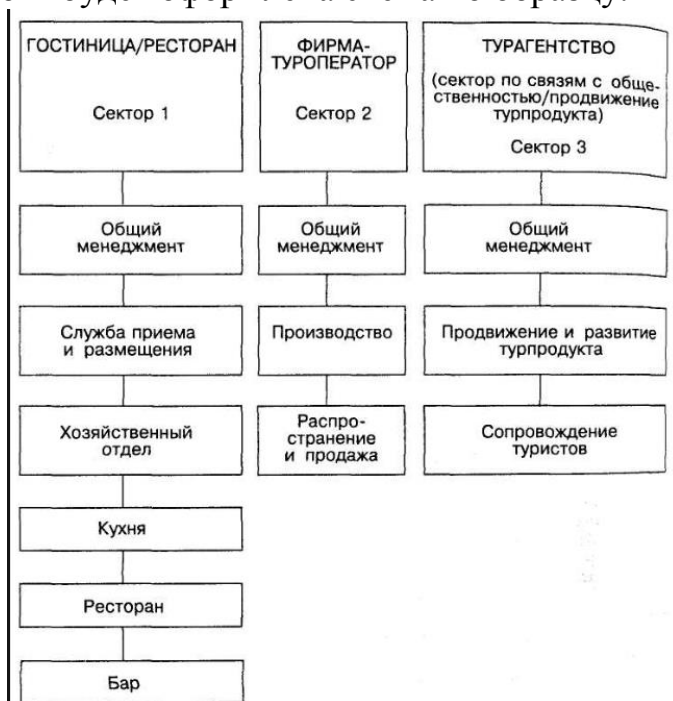 ГОСТИНИЦА/РЕСТОРАН
Сектор 1
Общий
менеджмент
Служба приема
и размещения
Хозяйственный
отдел
Кухня
Ресторан
Бар
ФИРМА-
ТУРОПЕРАТОР
Сектор 2
Общий
менеджмент
Производство
Распро-
странение
и продажа
ТУРАГЕНТСТВО
(сектор по связям с обще-
ственностью/продвижение
турпродукта)
Сектор 3
Общий
менеджмент
Продвижение и развитие
турпродукта
Сопровождение
туристов